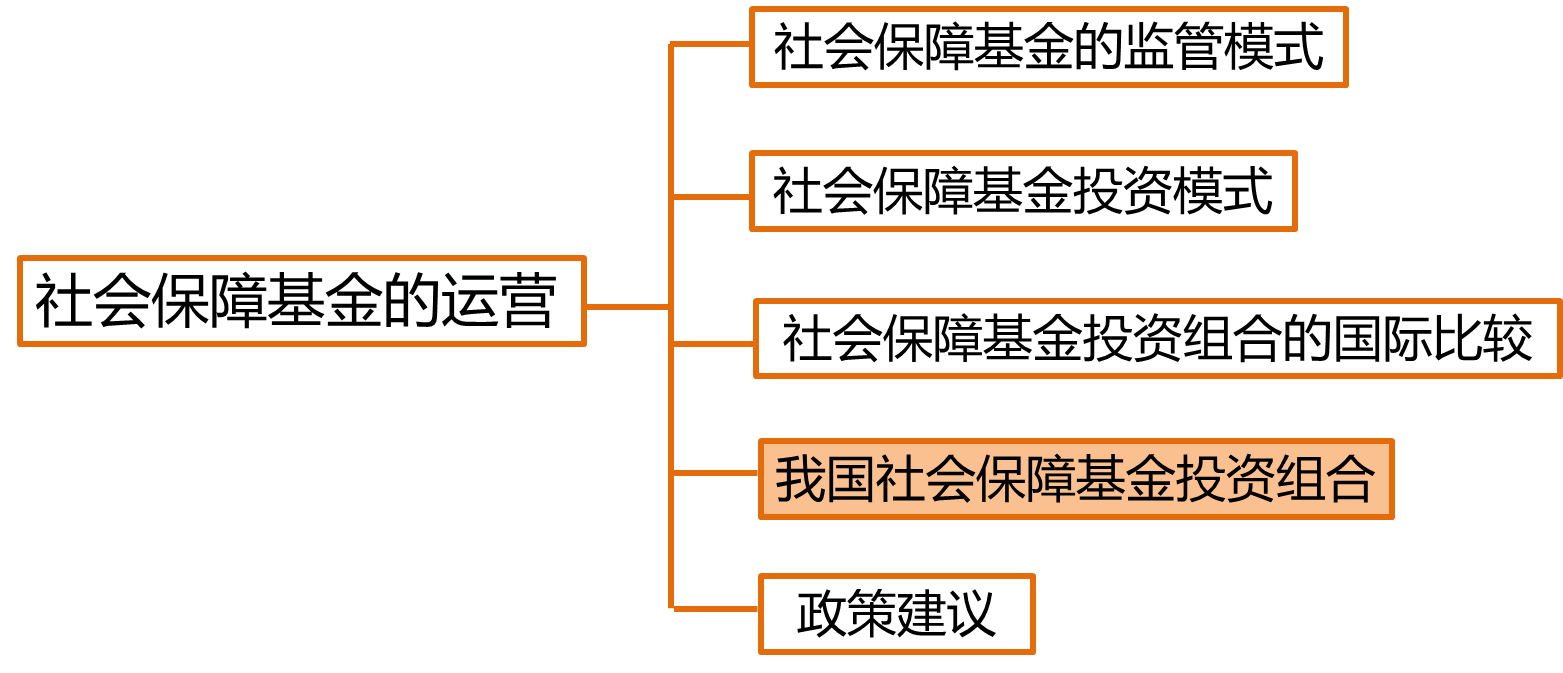 社会保障基金的运营
社会保障基金的监管模式
社会保障基金投资模式
社会保障基金投资组合的国际比较
我国社会保障基金投资组合
政策建议